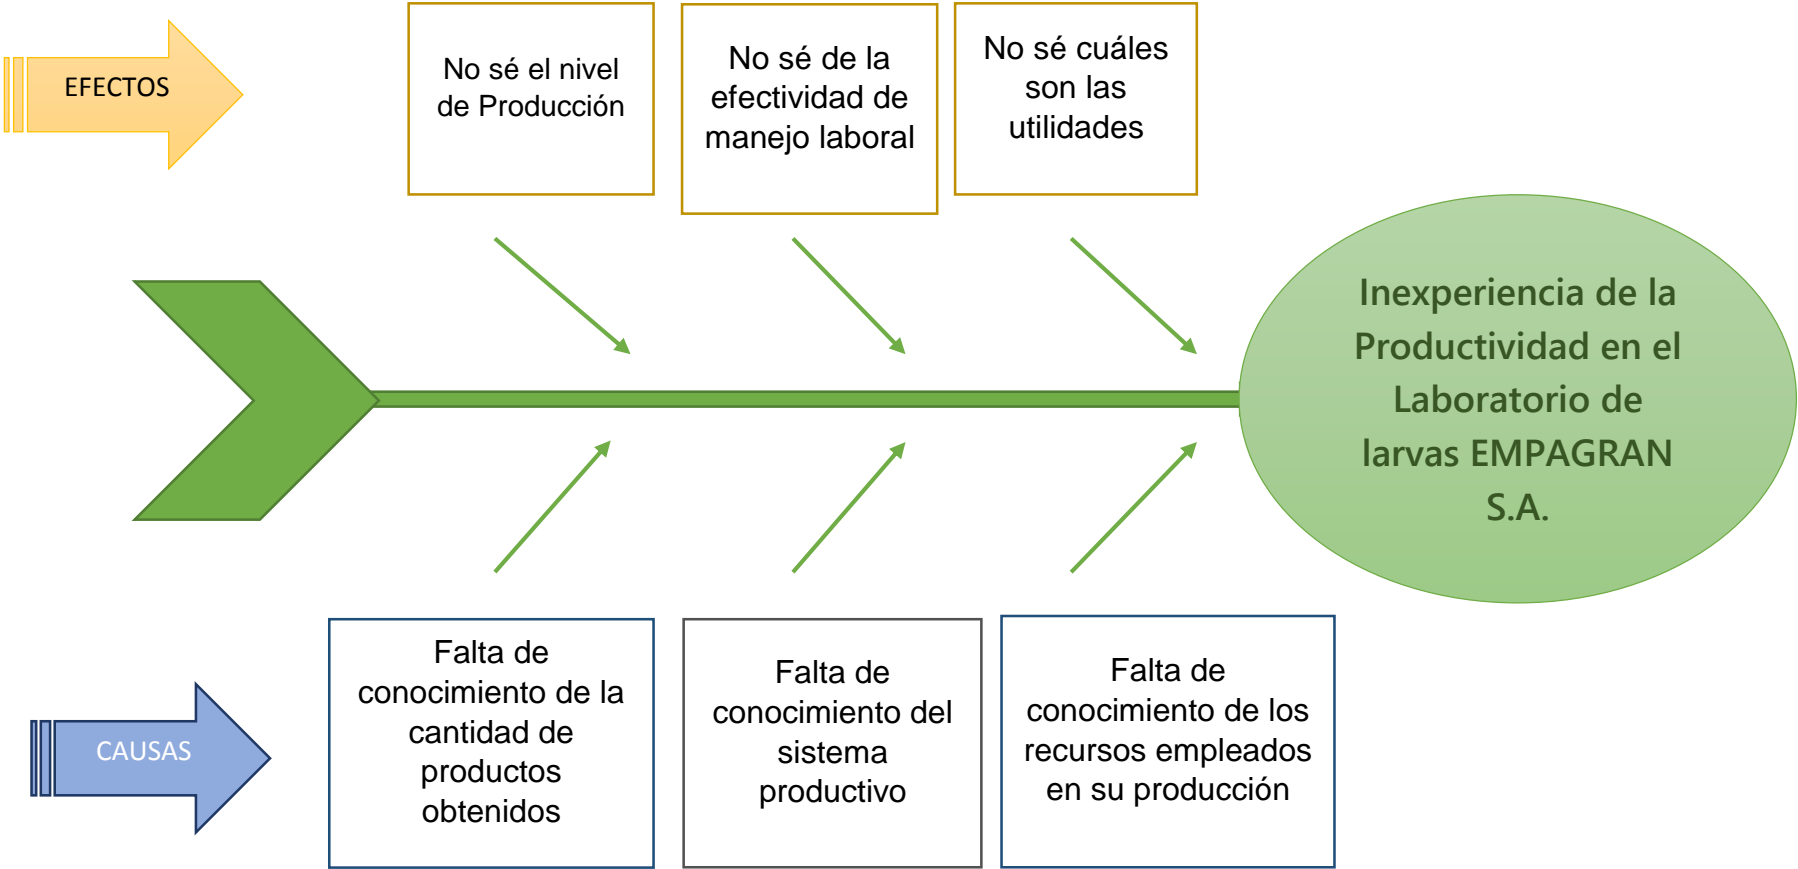 EFECTOS
No sé el nivel
de Producción
No sé de la
efectividad de
manejo laboral
No sé cuáles
son las
utilidades
Inexperiencia de la
Productividad en el
Laboratorio de
larvas EMPAGRAN
S.A.
CAUSAS
Falta de
conocimiento de la
cantidad de
productos
obtenidos
Falta de
conocimiento del
sistema
productivo
Falta de
conocimiento de los
recursos empleados
en su producción